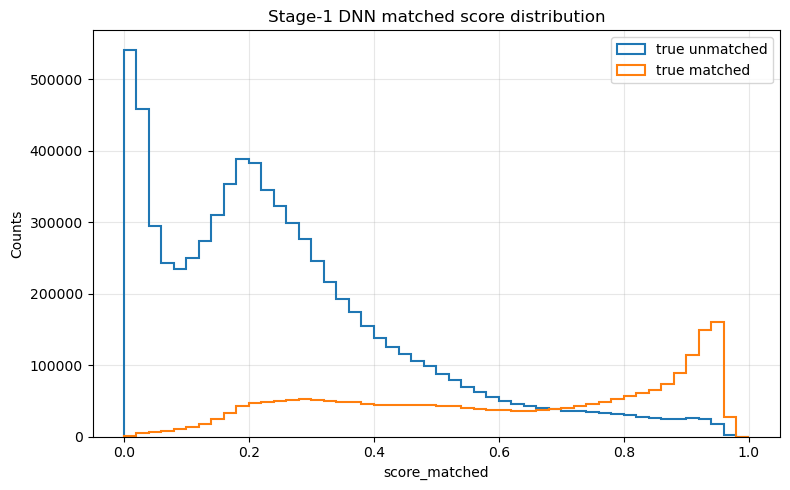 Stage-1 DNN matched score distribution
true unmatched
true matched
500000
400000
300000
200000
100000
0
Counts
0.0 0.2 0.4 0.6 0.8 1.0
score_matched